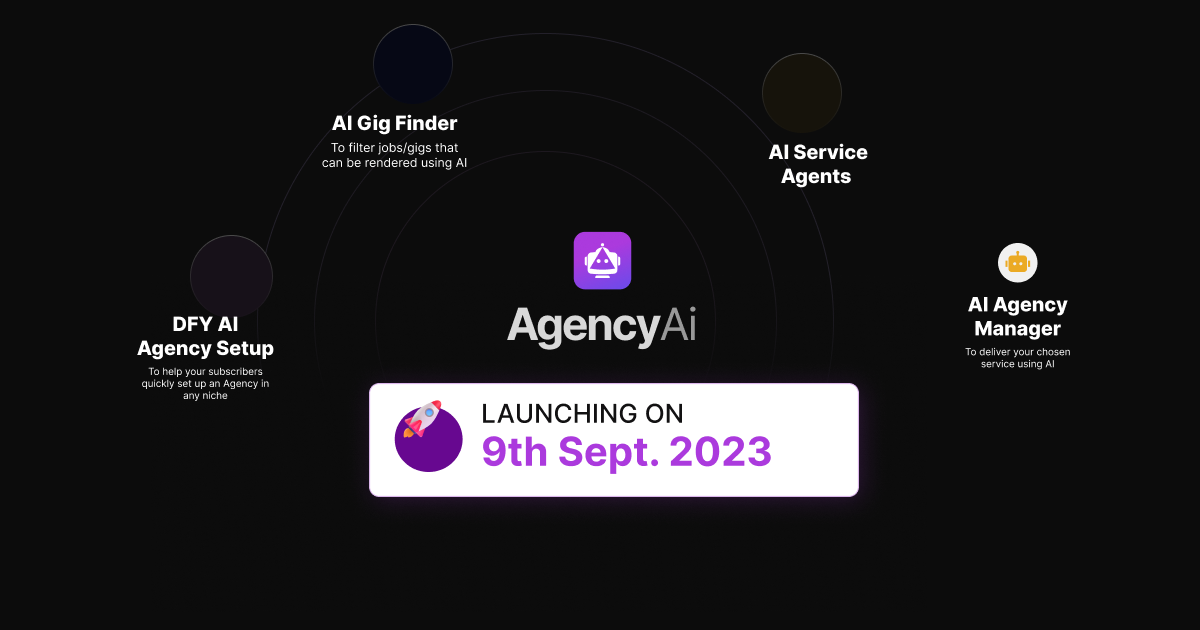 AI Gig Finder
To filter jobs/gigs that
can be rendered using AI
AI Service
Agents
DFY AI
Agency Setup
To help your subscribers
quickly set up an Agency in
any niche
AgencyAi
AI Agency
Manager
To deliver your chosen
service using AI
LAUNCHING ON
9th Sept. 2023